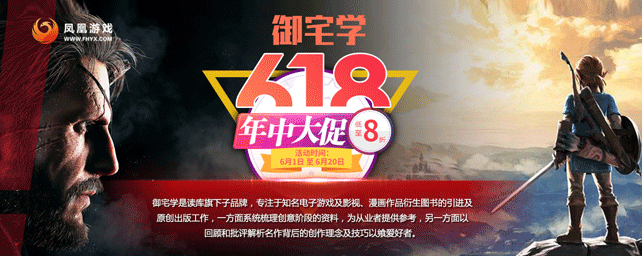 凤凰游戏
WWW.FHYX.COM
御宅学
618
年中大促
低至8折
活动时间：
6月1日 至 6月20日
御宅学是读库旗下子品牌，专注于知名电子游戏及影视、漫画作品衍生图书的引进及
原创出版工作，一方面系统梳理创意阶段的资料，为从业者提供参考，另一方面以
回顾和批评解析名作背后的创作理念及技巧以飨爱好者。